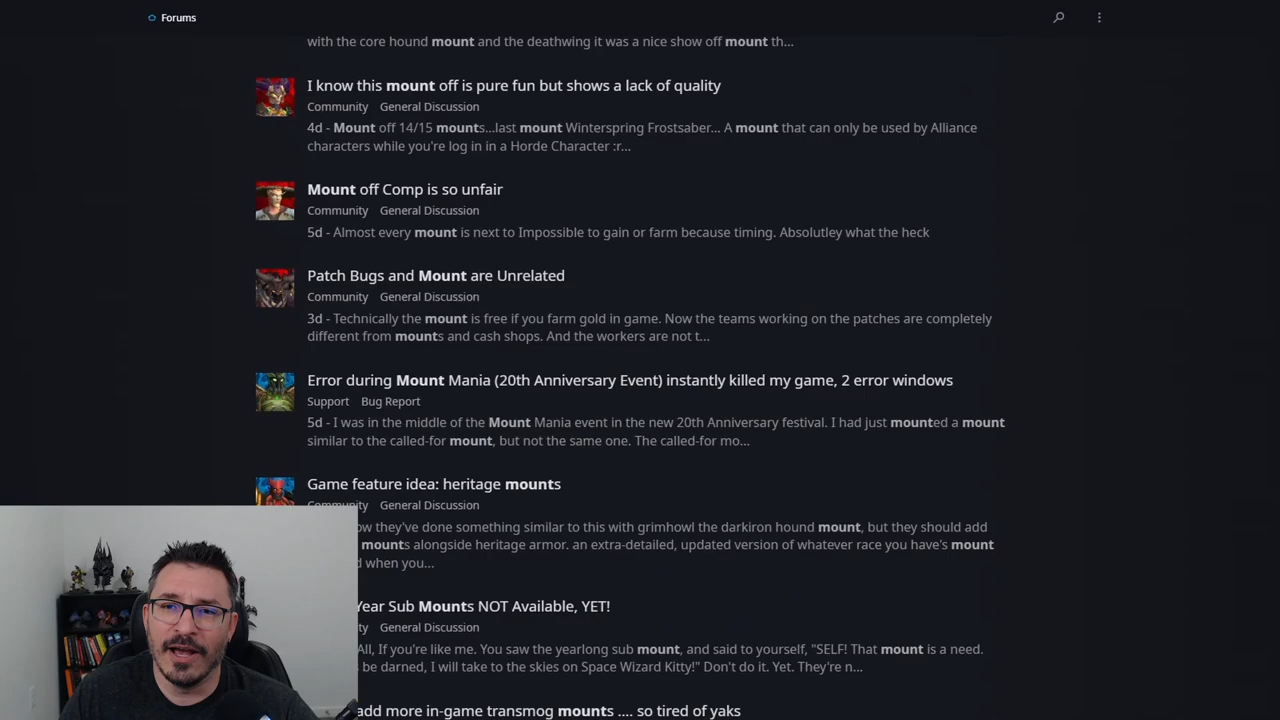 Forums
with the core hound mount and the deathwing it was a nice show off mount th...
I know this mount off is pure fun but shows a lack of quality
Community General Discussion
4d - Mount off 14/15 mounts...last mount Winterspring Frostsaber... A mount that can only be used by Alliance
characters while you're log in in a Horde Character :r...
Mount off Comp is so unfair
Community General Discussion
5d - Almost every mount is next to Impossible to gain or farm because timing. Absolutley what the heck
Patch Bugs and Mount are Unrelated
Community General Discussion
3d - Technically the mount is free if you farm gold in game. Now the teams working on the patches are completely
different from mounts and cash shops. And the workers are not t...
Error during Mount Mania (20th Anniversary Event) instantly killed my game, 2 error windows
Support Bug Report
5d - I was in the middle of the Mount Mania event in the new 20th Anniversary festival. I had just mounted a mount
similar to the called-for mount, but not the same one. The called-for mo...
Game feature idea: heritage mounts
Community General Discussion
they've done something similar to this with grimhowl the darkiron hound mount, but they should add
mounts alongside heritage armor. an extra-detailed, updated version of whatever race you have's mount
when you...
Year Sub Mounts NOT Available, YET!
General Discussion
All, If you're like me. You saw the yearlong sub mount, and said to yourself, "SELF! That mount is a need.
be darned, I will take to the skies on Space Wizard Kitty!" Don't do it. Yet. They're n...
add more in-game transmog mounts .... so tired of yaks